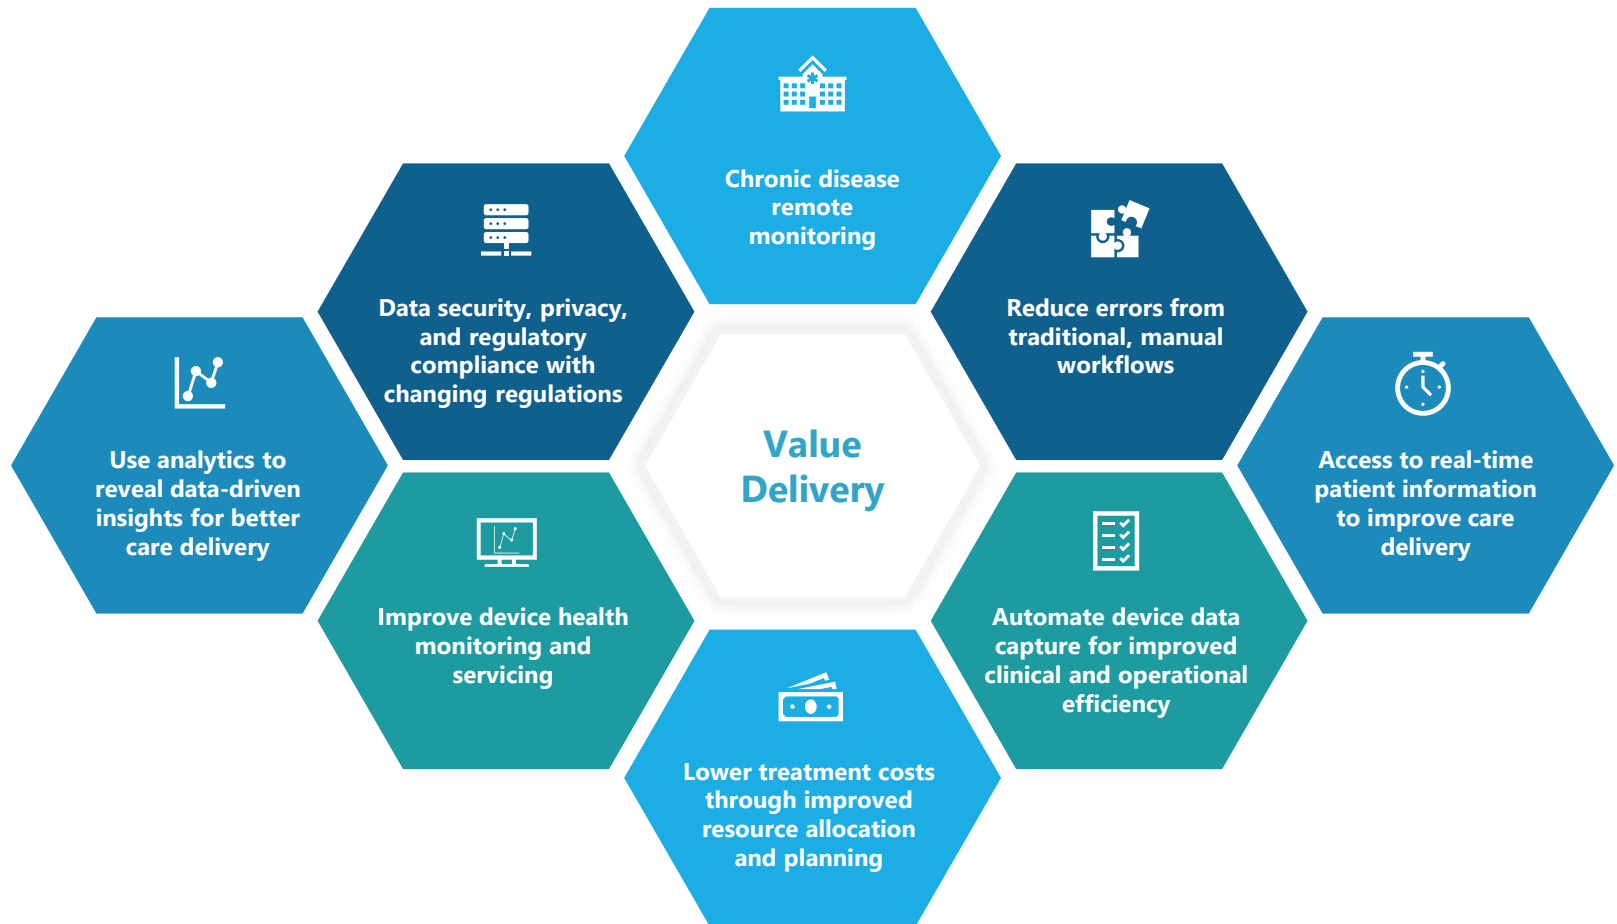 Chronic disease
remote
monitoring
Data security, privacy,
and regulatory
compliance with
changing regulations
Reduce errors from
traditional, manual
workflows
Use analytics to
reveal data-driven
insights for better
care delivery
Value
Delivery
Access to real-time
patient information
to improve care
delivery
Improve device health
monitoring and
servicing
Automate device data
capture for improved
clinical and operational
efficiency
Lower treatment costs
through improved
resource allocation
and planning